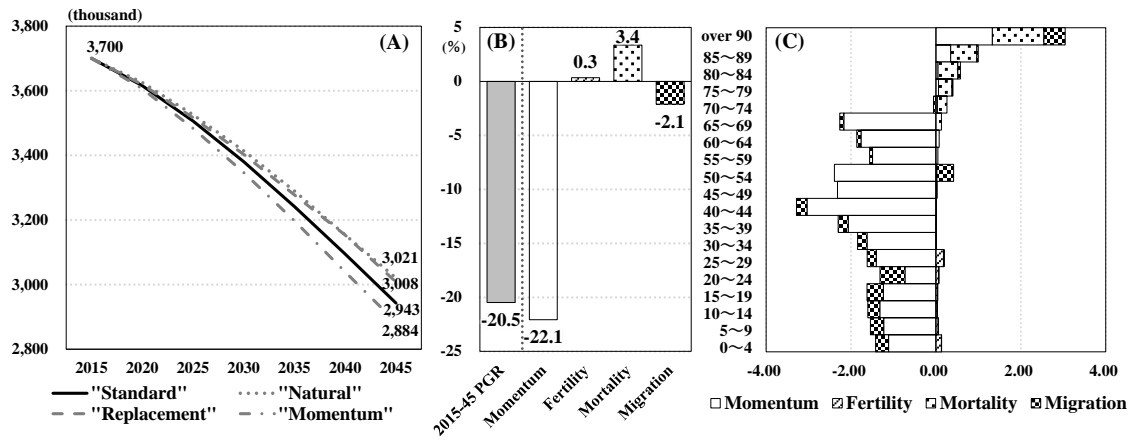 (thousand)
3,800
3,600
3,400
3,200
3,000
2,800
(A)
3,700
3,021
3,008
2,943
2,884
2015 2020 2025 2030 2035 2040 2045
"Standard" "Natural"
"Replacement" "Momentum"
5
(%)
0
-5
-10
-15
-20
-25
(B)
3.4
0.3
-2.1
-20.5
-22.1
2015-45 PGR
Momentum
Fertility
Mortality
Migration
(C)
over 90
85～89
80～84
75～79
70～74
65～69
60～64
55～59
50～54
45～49
40～44
35～39
30～34
25～29
20～24
15～19
10～14
5～9
0～4
-4.00 -2.00 0.00 2.00 4.00
Momentum Fertility Mortality Migration